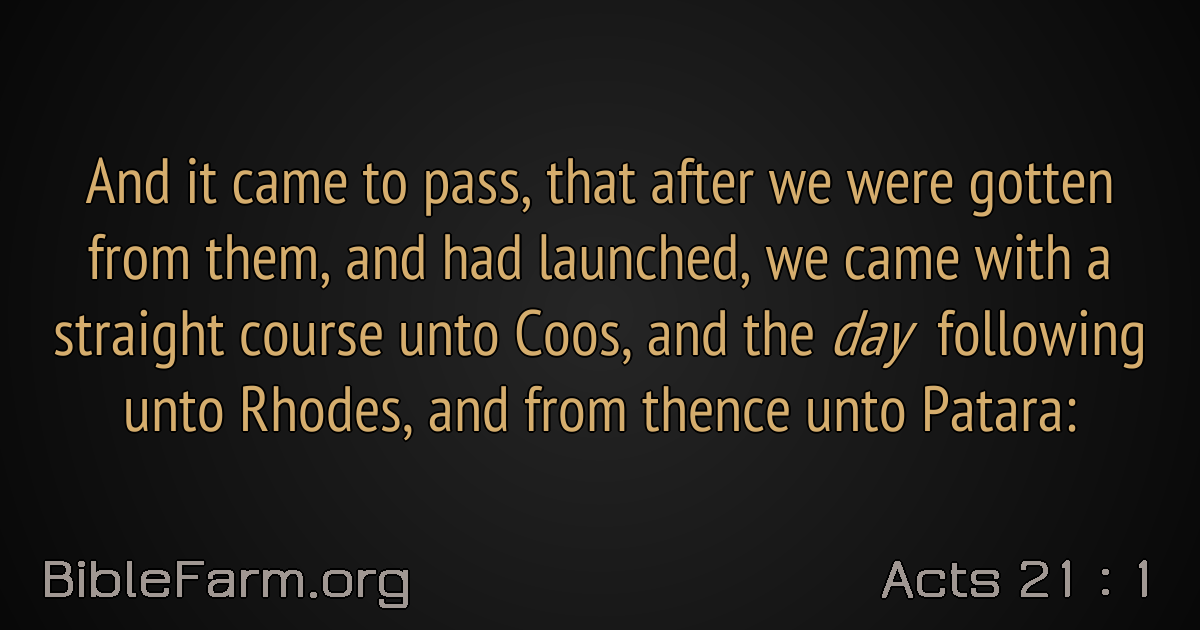 And it came to pass, that after we were gotten
from them, and had launched, we came with a
straight course unto Coos, and the day following
unto Rhodes, and from thence unto Patara:
BibleFarm.org
Acts 21 : 1